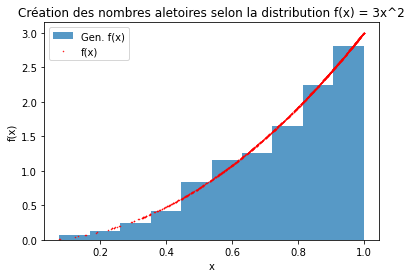 Création des nombres aletoires selon la distribution f(x) = 3x^2
Gen. f(x)
f(x)
f(x)
3.0
2.5
2.0
1.5
1.0
0.5
0.0
0.2 0.4 0.6 0.8 1.0
x